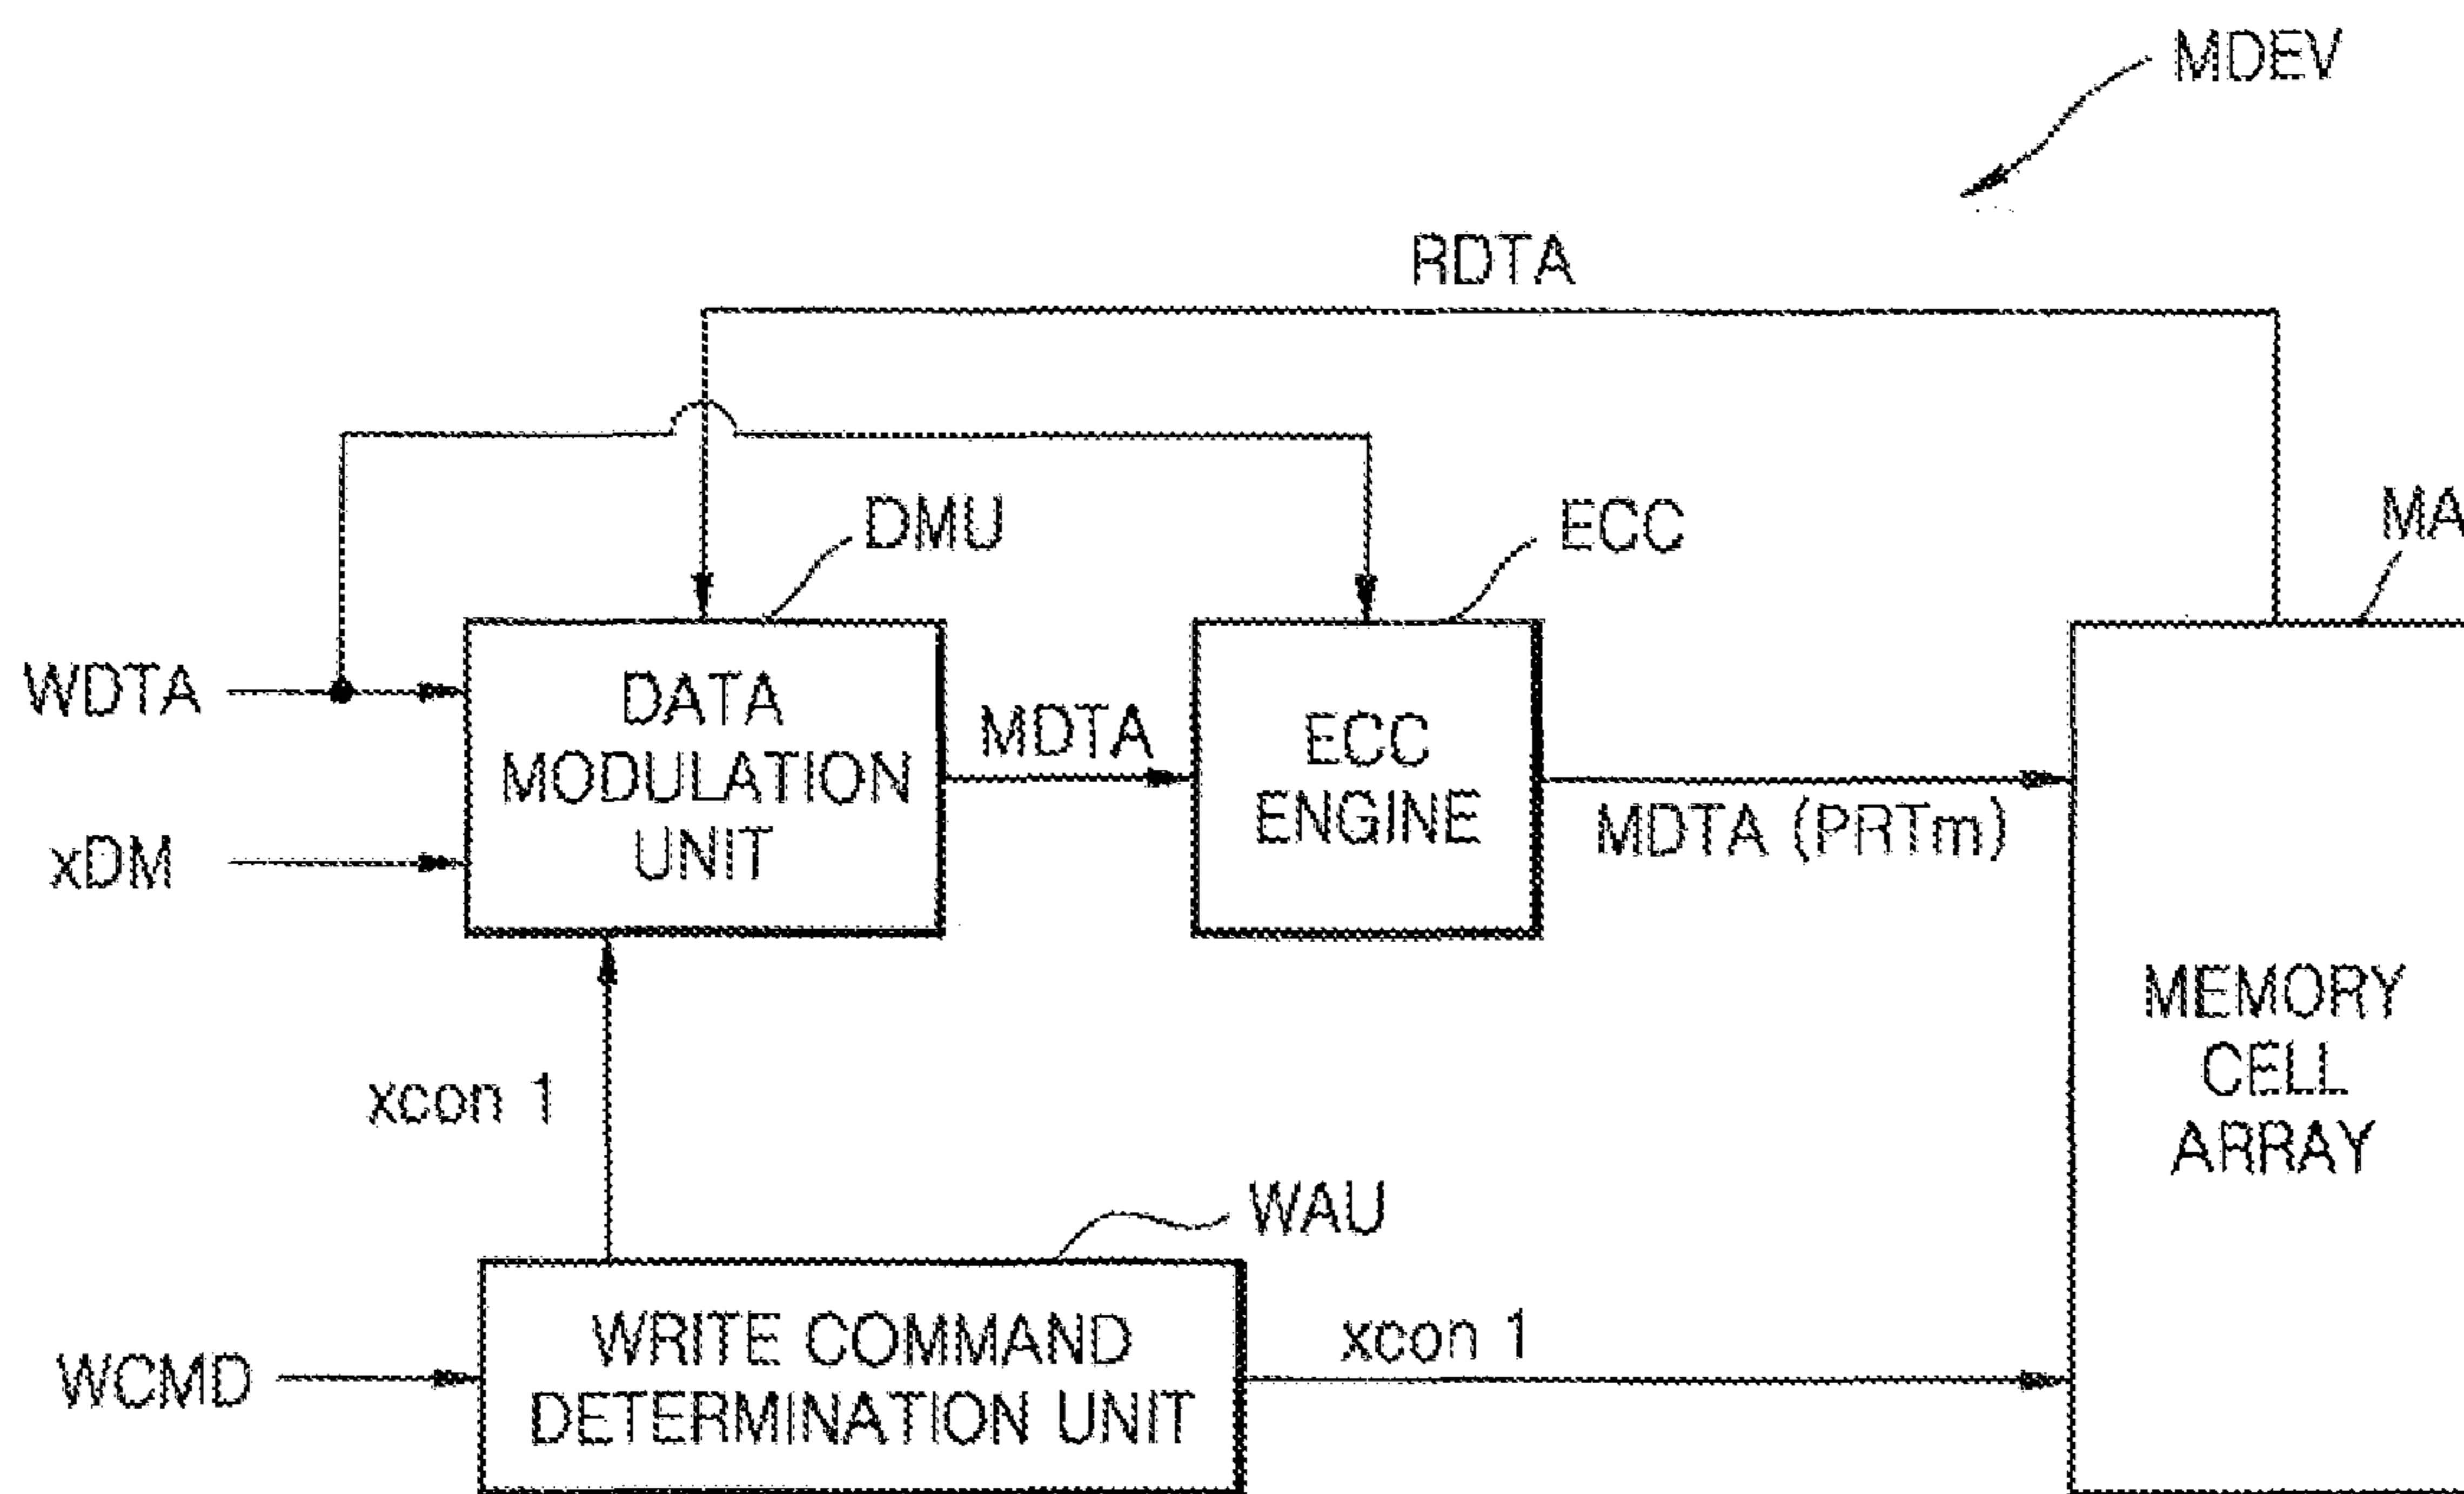 MDEV
RDTA
DMU
ECC
MA
WDTA
DATA
MODULATION
UNIT
MDTA
ECC
ENGINE
MDTA (PRTm)
xDM
MEMORY
CELL
ARRAY
xcon 1
WAU
WCMD
WRITE COMMAND
DETERMINATION UNIT
xcon 1